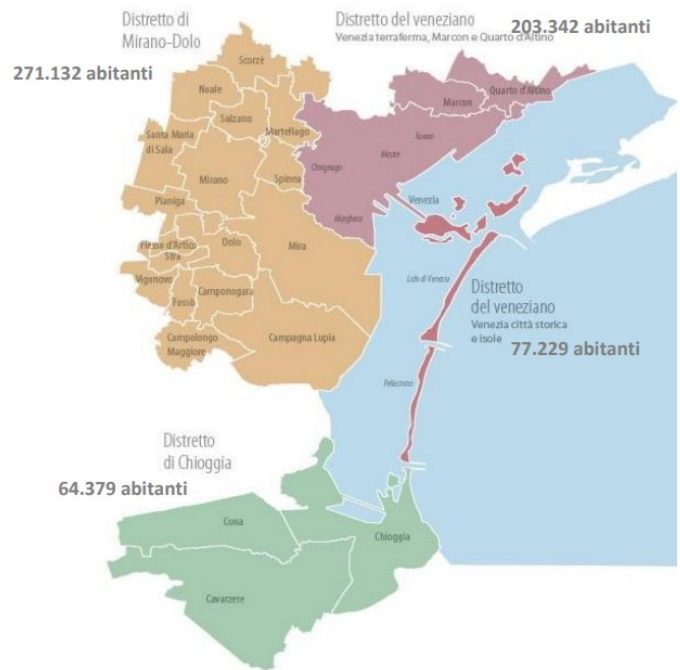 Distretto di
Mirano-Dolo
271.132 abitanti
Distretto del veneziano
203.342 abitanti
Venezia terraferma, Marcon e Quarto d'Altino
Scorzè
Noale
Salzano
Martellago
Santa Maria
di Sala
Mirano
Spinea
Pianiga
Fiesso d'Artico
Stra
Dolo
Mira
Vigonovo
Fossò
Camponogara
Campolongo
Maggiore
Campagna Lupia
Marcon
Quarto d'Altino
Favaro
Mestre
Chirignago
Marghera
Venezia
Lido di Venezia
Distretto
del veneziano
Venezia città storica
e isole
77.229 abitanti
Pellestrina
Distretto
di Chioggia
64.379 abitanti
Cona
Chioggia
Cavarzere